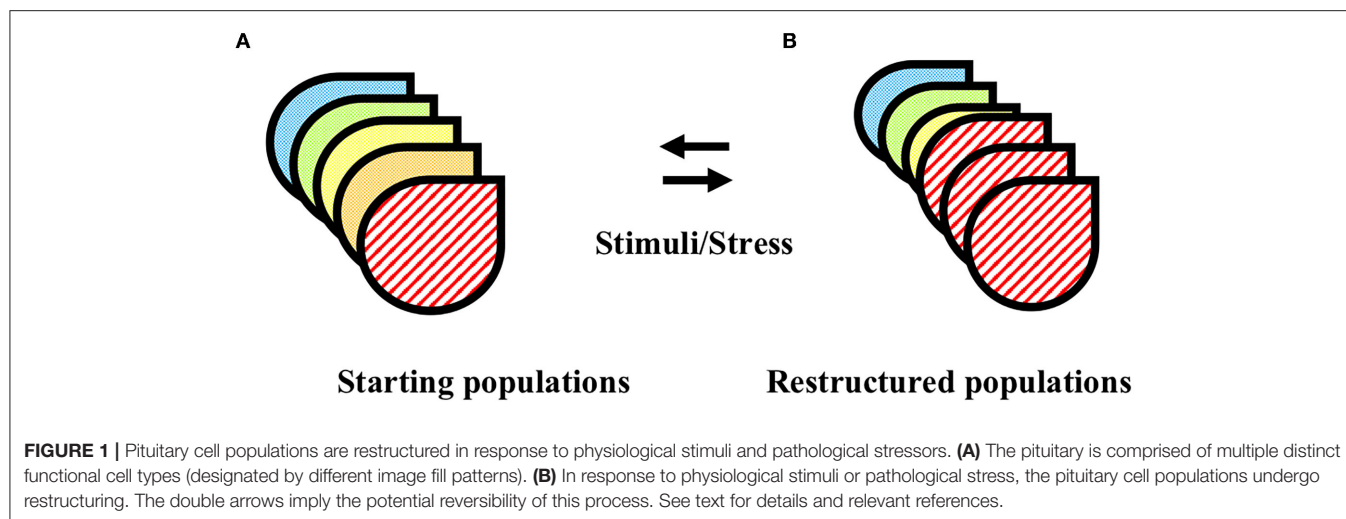 A
B
Stimuli/Stress
Starting populations
Restructured populations
FIGURE 1 | Pituitary cell populations are restructured in response to physiological stimuli and pathological stressors. (A) The pituitary is comprised of multiple distinct
functional cell types (designated by different image fill patterns). (B) In response to physiological stimuli or pathological stress, the pituitary cell populations undergo
restructuring. The double arrows imply the potential reversibility of this process. See text for details and relevant references.